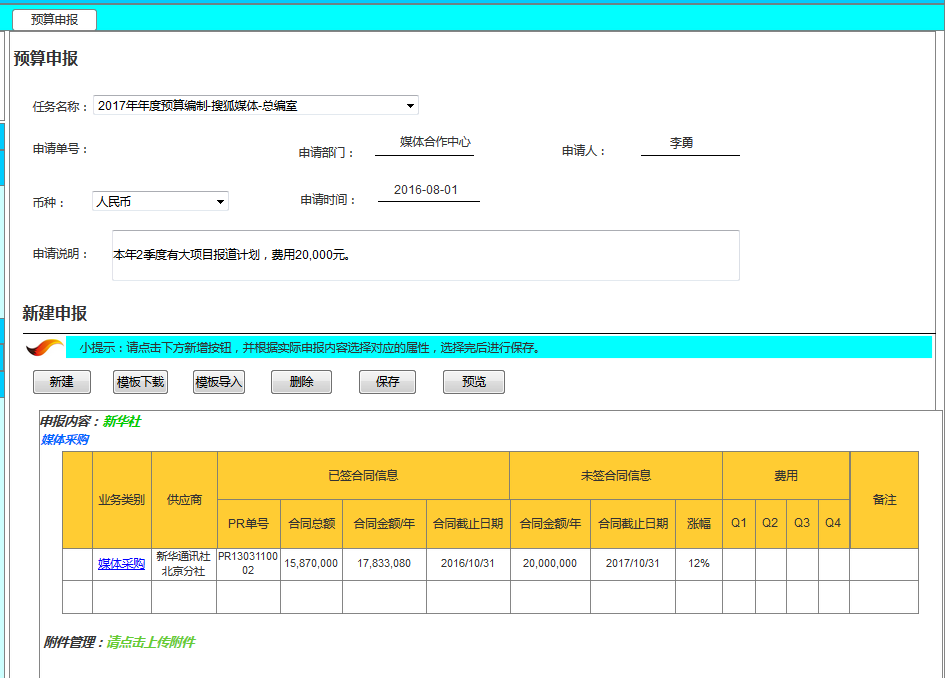 预算申报
预算申报
任务名称： 2017年年度预算编制-搜狐媒体-总编室
申请单号： 申请部门： 媒体合作中心 申请人： 李勇
币种： 人民币 申请时间： 2016-08-01
申请说明： 本年2季度有大项目报道计划，费用20,000元。
新建申报
小提示：请点击下方新增按钮，并根据实际申报内容选择对应的属性，选择完后进行保存。
新建 模板下载 模板导入 删除 保存 预览
申报内容：新华社
媒体采购
业务类别 供应商 已签合同信息 未签合同信息 费用 备注
PR单号 合同总额 合同金额/年 合同截止日期 合同金额/年 合同截止日期 涨幅 Q1 Q2 Q3 Q4
媒体采购 新华通讯社 PR13031100 15,870,000 17,833,080 2016/10/31 20,000,000 2017/10/31 12%
北京分社 02
附件管理：请点击上传附件